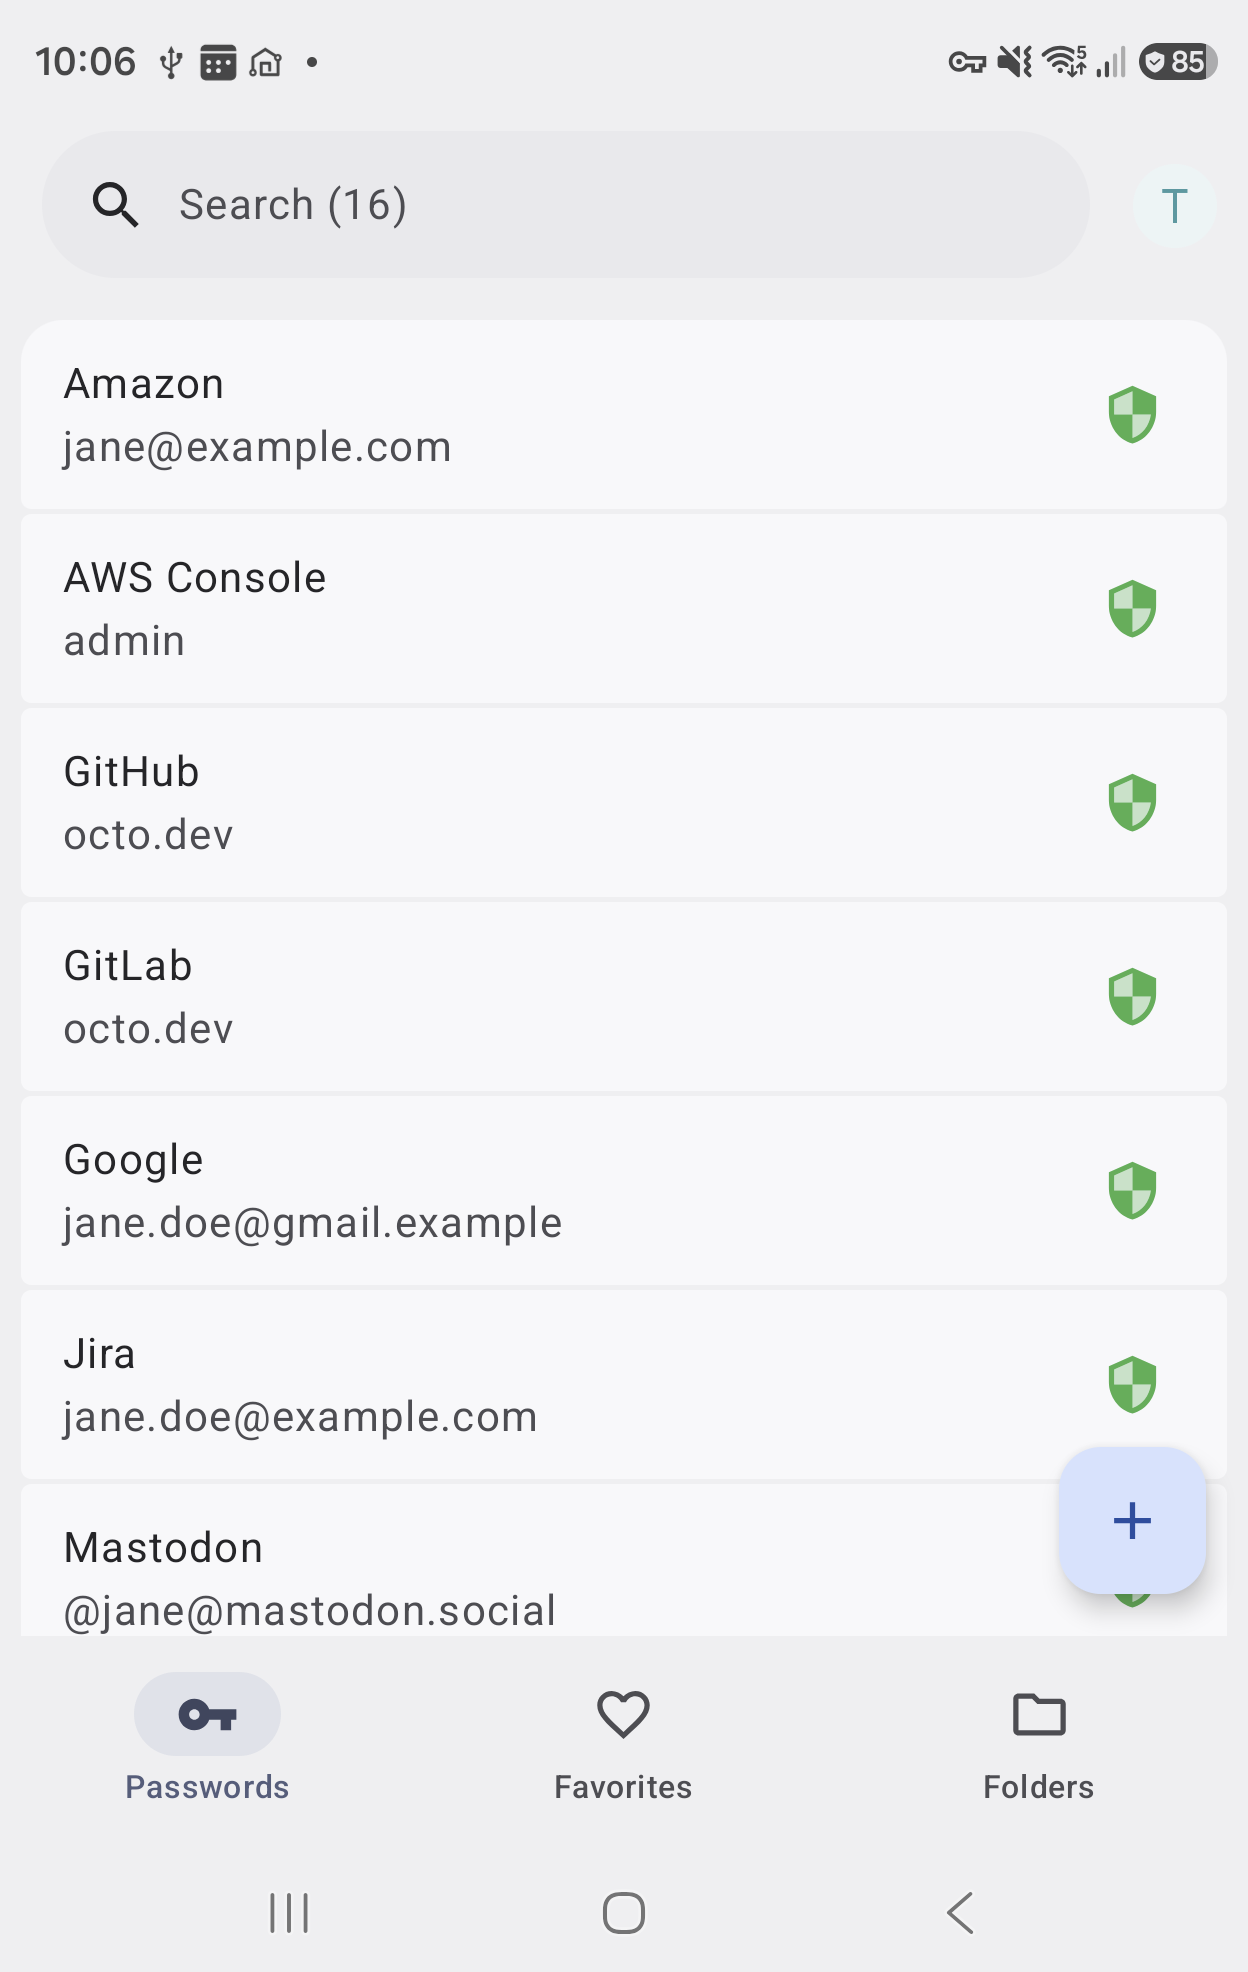 10:06
5
85
Search (16)
T
Amazon
jane@example.com
AWS Console
admin
GitHub
octo.dev
GitLab
octo.dev
Google
jane.doe@gmail.example
Jira
jane.doe@example.com
Mastodon
@jane@mastodon.social
Passwords
Favorites
Folders